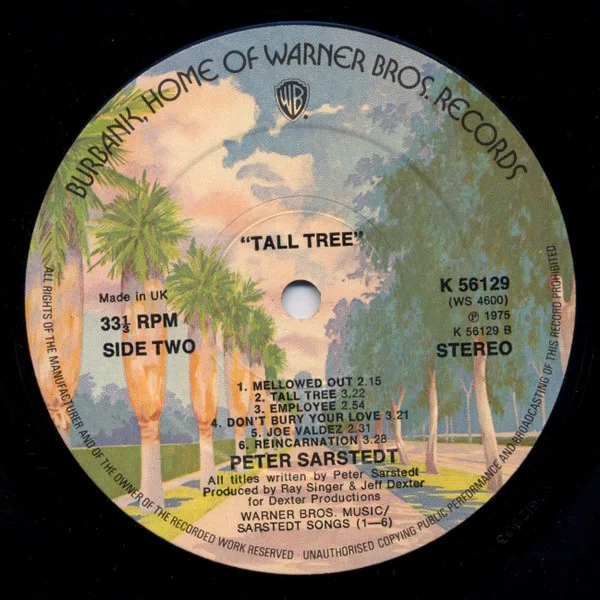 BURBANK, HOME OF WARNER BROS. RECORDS
WB
"TALL TREE"
Made in UK
33⅓ RPM
SIDE TWO
K 56129
(WS 4600)
℗ 1975
K 56129 B
STEREO
1. MELLOWED OUT 2.15
2. TALL TREE 3.22
3. EMPLOYEE 2.54
4. DON'T BURY YOUR LOVE 3.21
5. JOE VALDEZ 2.31
6. REINCARNATION 3.28
PETER SARSTEDT
All titles written by Peter Sarstedt
Produced by Ray Singer & Jeff Dexter
for Dexter Productions
WARNER BROS. MUSIC/
SARSTEDT SONGS (1—6)
ALL RIGHTS OF THE MANUFACTURER AND OF THE OWNER OF THE RECORDED WORK RESERVED - UNAUTHORISED COPYING PUBLIC PERFORMANCE AND BROADCASTING OF THIS RECORD PROHIBITED